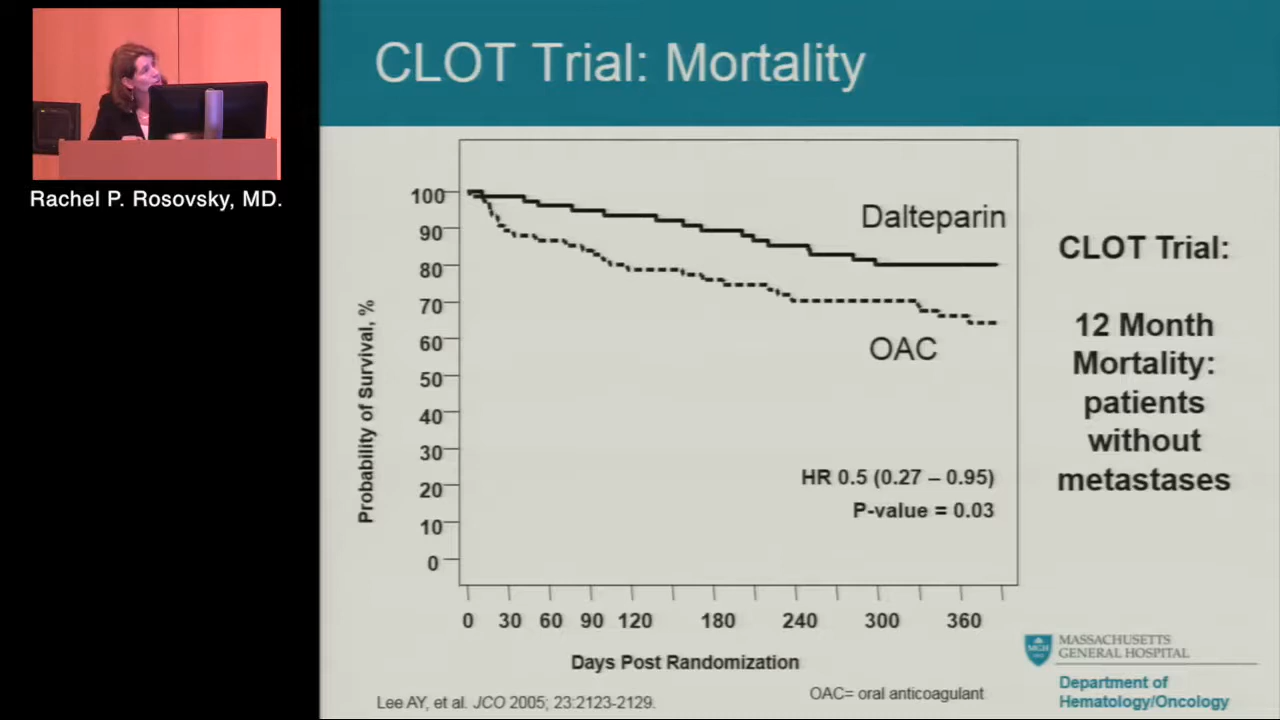 CLOT Trial: Mortality
Rachel P. Rosovsky, MD.
Probability of Survival, %
100
90
80
70
60
50
40
30
20
10
0
Dalteparin
OAC
HR 0.5 (0.27 – 0.95)
P-value = 0.03
0 30 60 90 120 180 240 300 360
Days Post Randomization
CLOT Trial:
12 Month
Mortality:
patients
without
metastases
Lee AY, et al. JCO 2005; 23:2123-2129.
OAC= oral anticoagulant
MASSACHUSETTS
GENERAL HOSPITAL
Department of
Hematology/Oncology
MGH